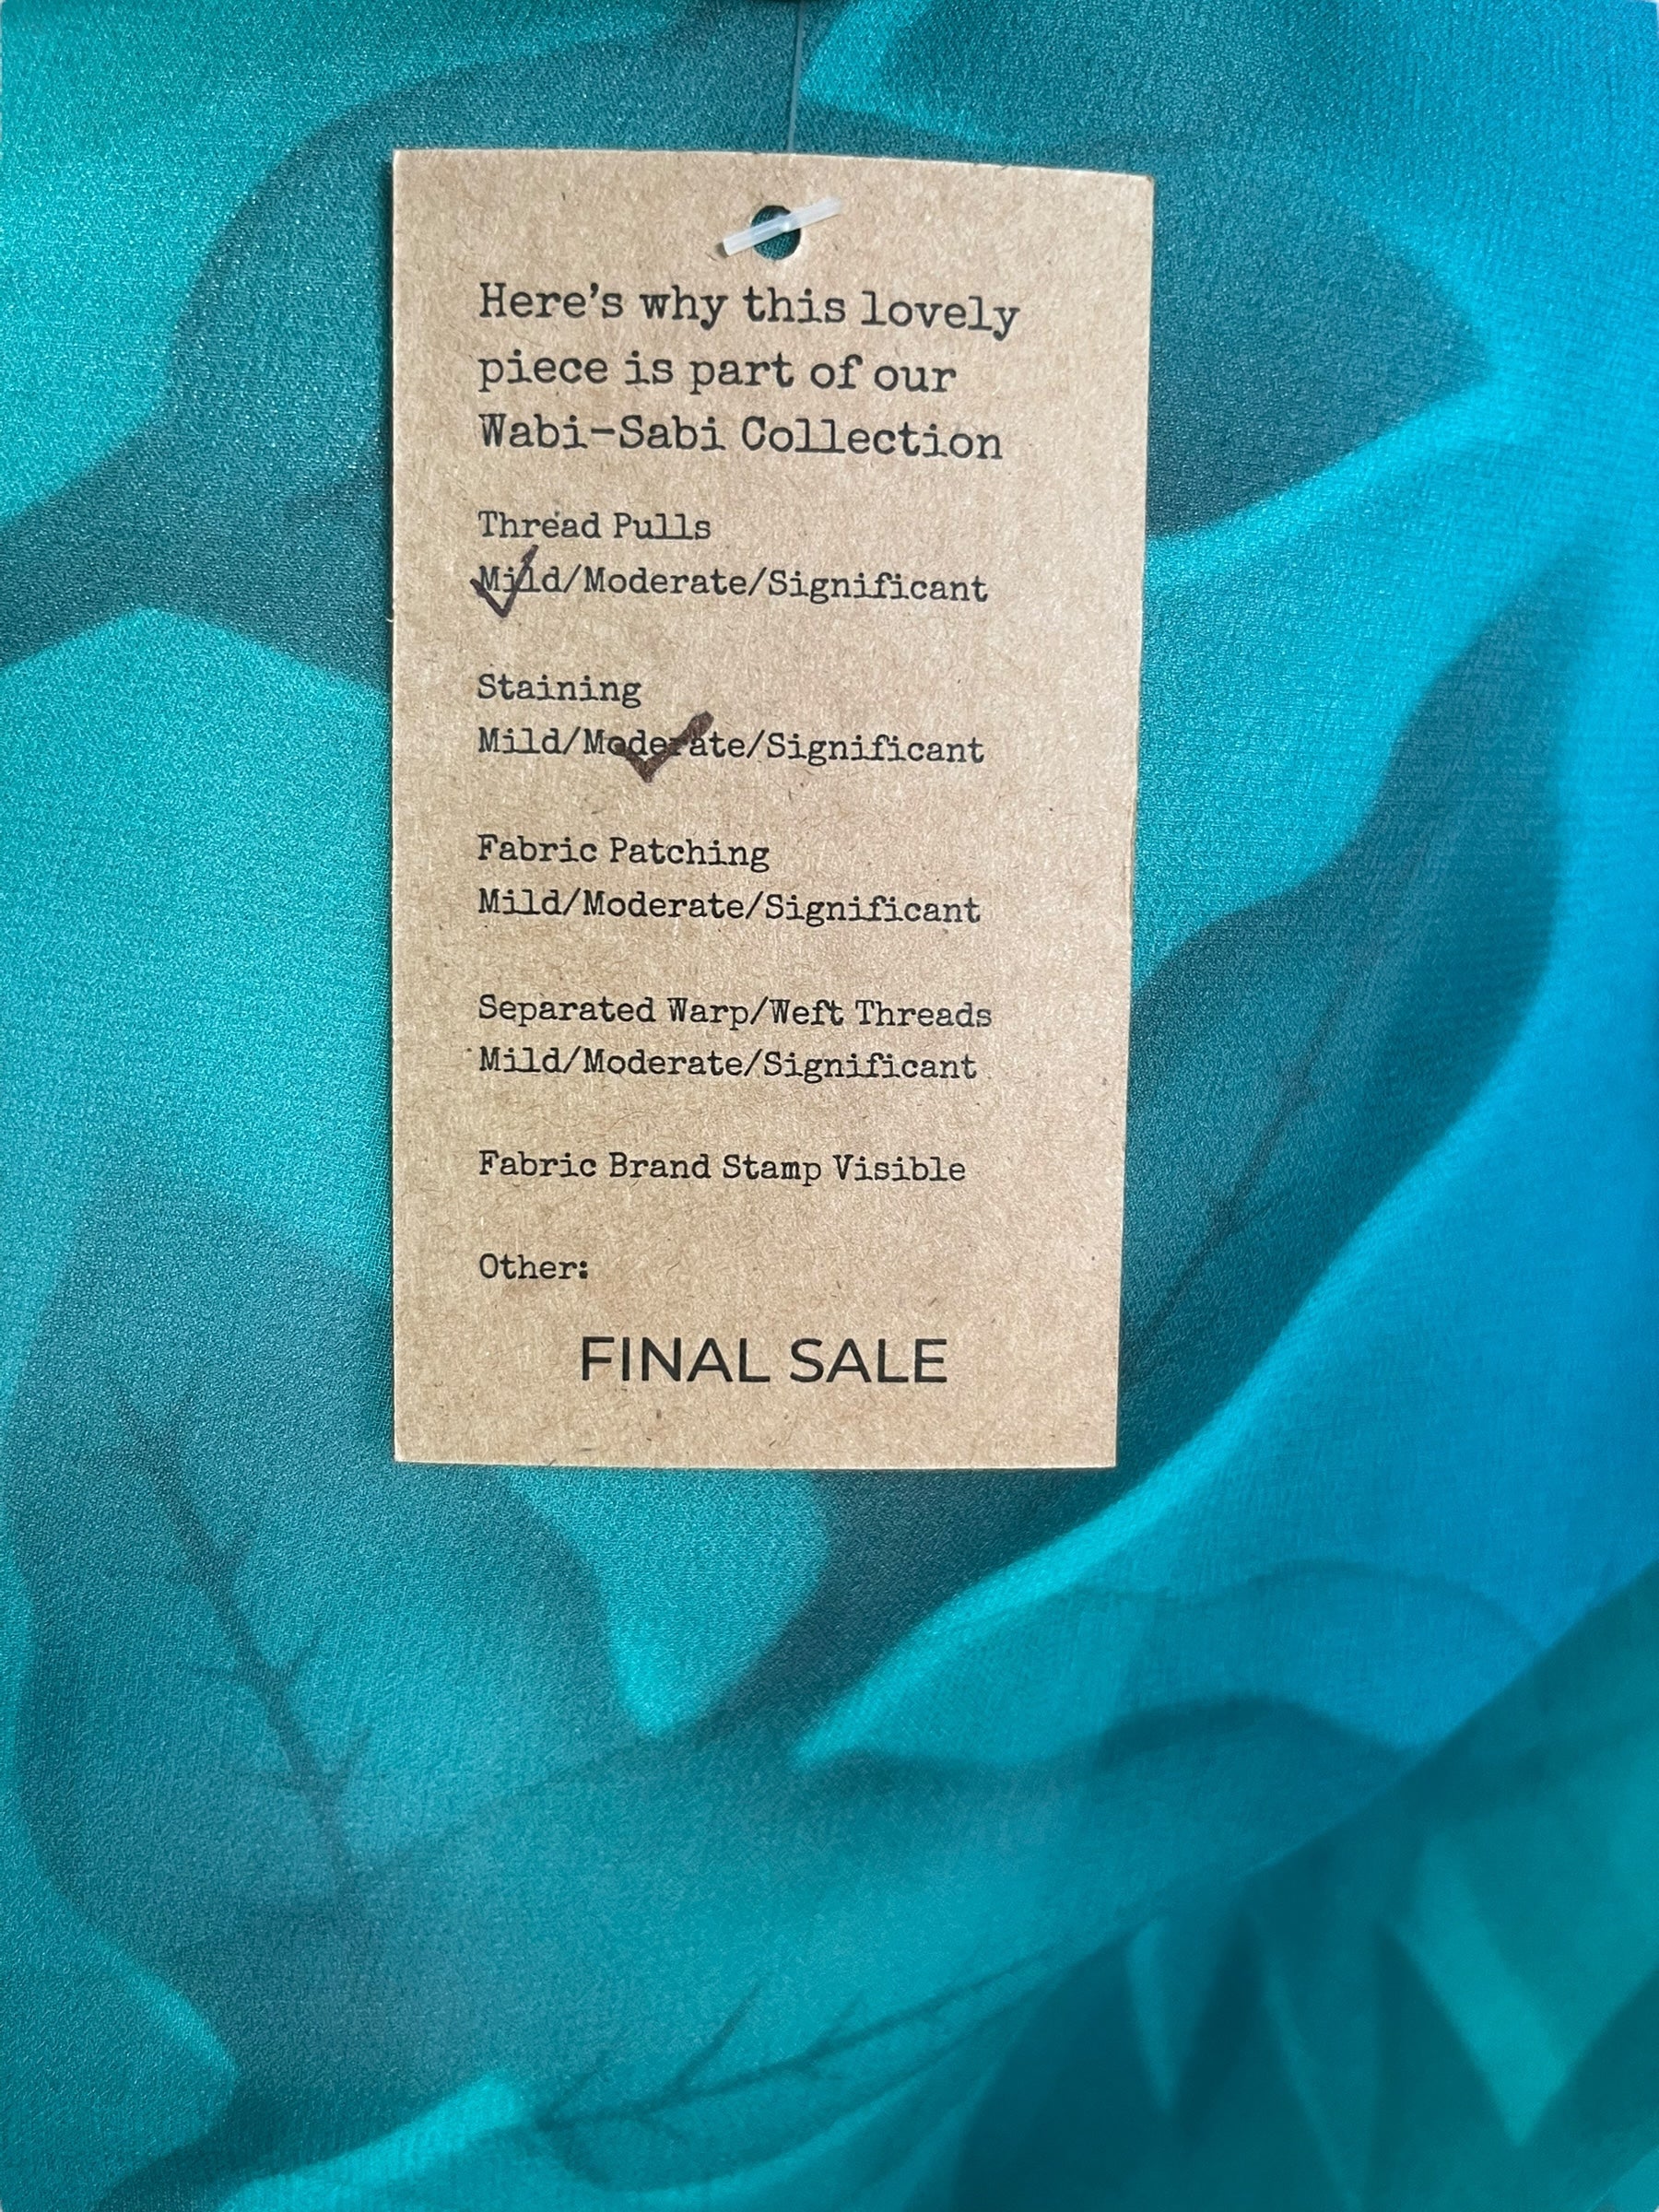 Here's why this lovely
piece is part of our
Wabi-Sabi Collection
Thread Pulls
Mild/Moderate/Significant
Staining
Mild/Moderate/Significant
Fabric Patching
Mild/Moderate/Significant
Separated Warp/Weft Threads
Mild/Moderate/Significant
Fabric Brand Stamp Visible
Other:
FINAL SALE